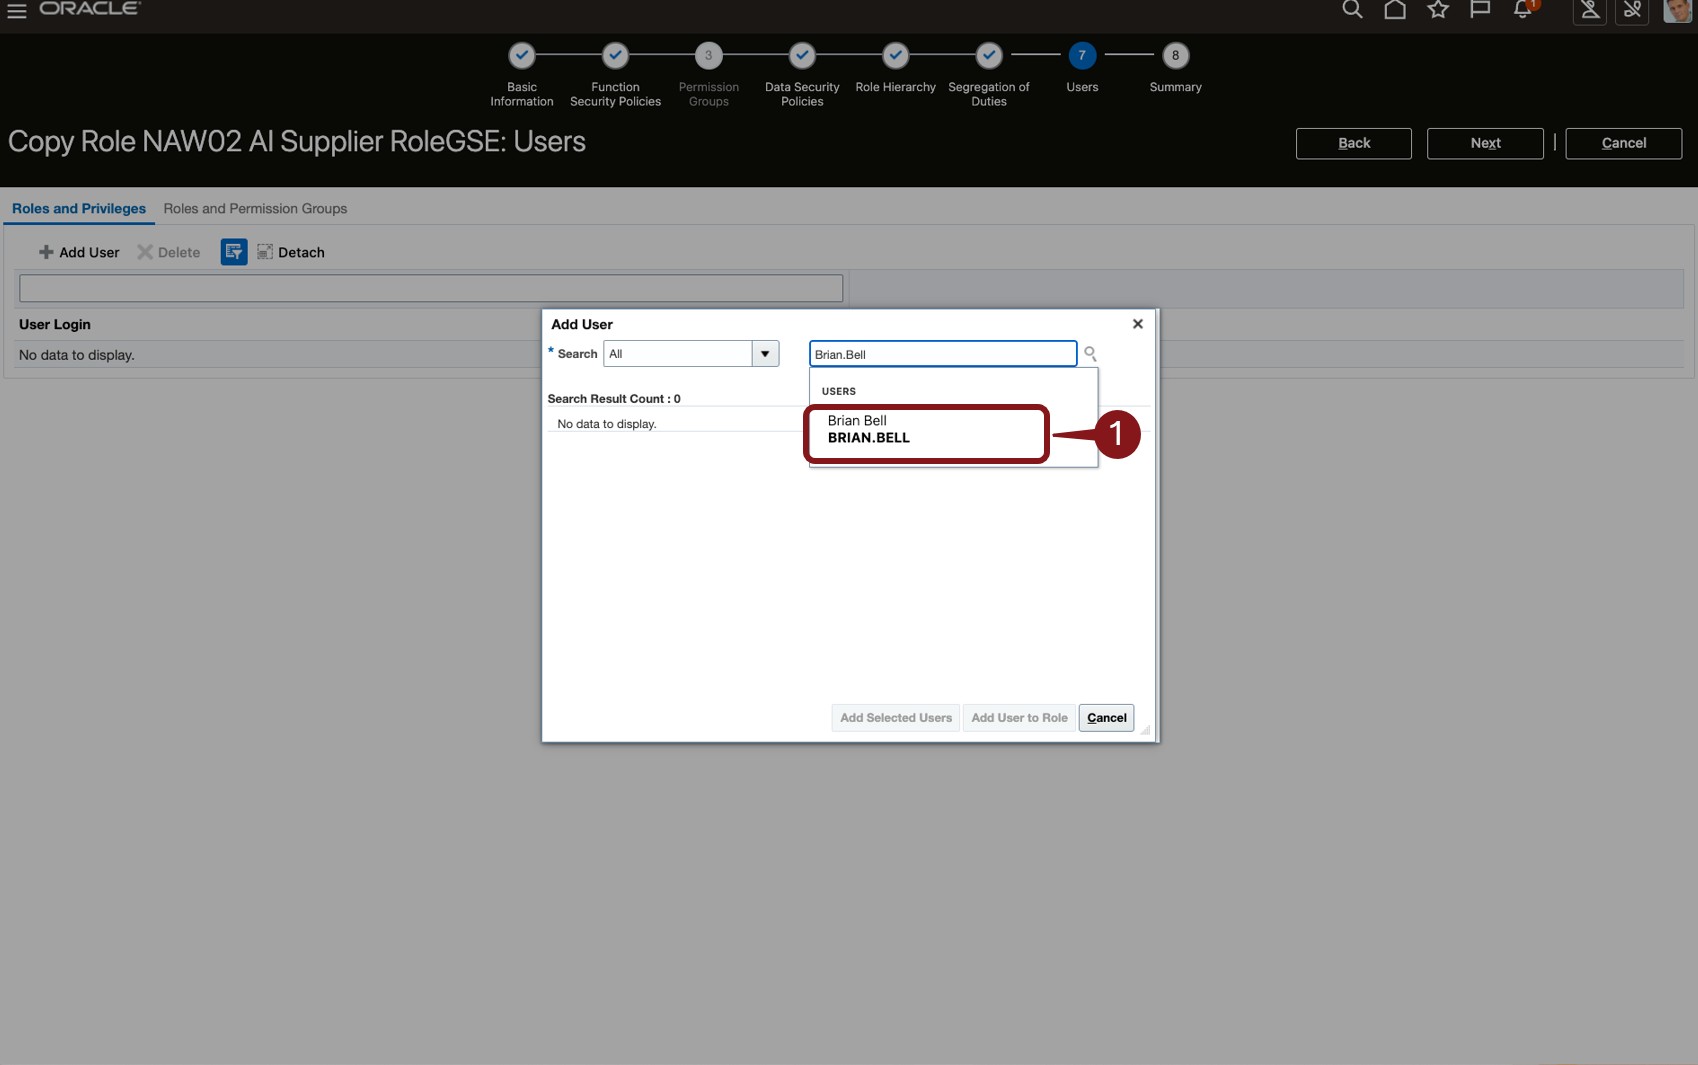 ORACLE
1
3
7
8
Basic
Information
Function
Security Policies
Permission
Groups
Data Security
Policies
Role Hierarchy
Segregation of
Duties
Users
Summary
Copy Role NAW02 AI Supplier RoleGSE: Users
Back
Next
Cancel
Roles and Privileges
Roles and Permission Groups
Add User
Delete
Detach
User Login
No data to display.
Add User
* Search
All
Brian.Bell
Search Result Count : 0
No data to display.
USERS
Brian Bell
BRIAN.BELL
1
Add Selected Users
Add User to Role
Cancel